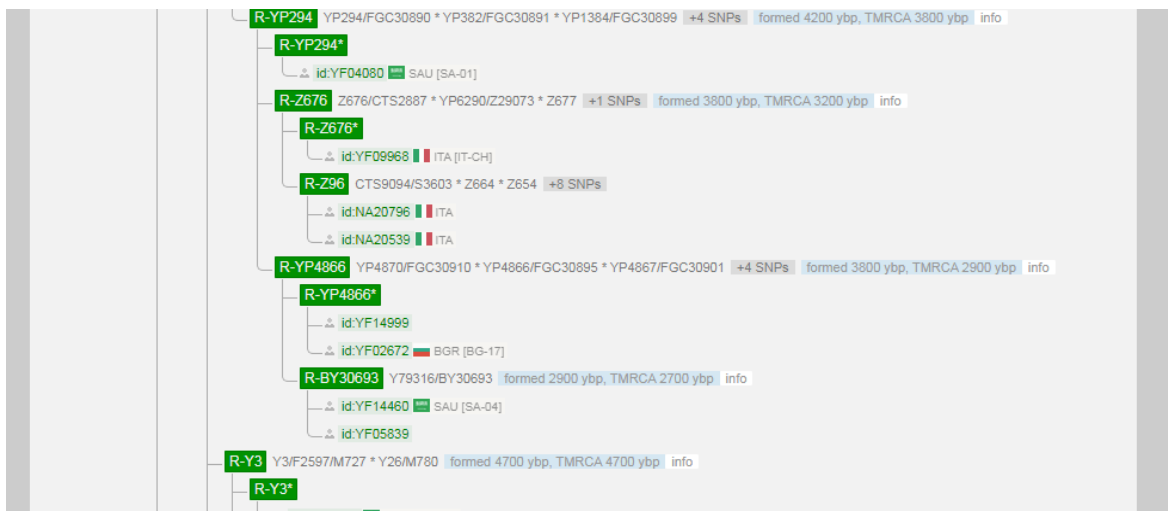 R-YP294 YP294/FGC30890 * YP382/FGC30891 * YP1384/FGC30899 +4 SNPs formed 4200 ybp, TMRCA 3800 ybp info
R-YP294*
id:YF04080 SAU [SA-01]
R-Z676 Z676/CTS2887 * YP6290/Z29073 * Z677 +1 SNPs formed 3800 ybp, TMRCA 3200 ybp info
R-Z676*
id:YF09968 ITA [IT-CH]
R-Z96 CTS9094/S3603 * Z664 * Z654 +8 SNPs
id:NA20796 ITA
id:NA20539 ITA
R-YP4866 YP4870/FGC30910 * YP4866/FGC30895 * YP4867/FGC30901 +4 SNPs formed 3800 ybp, TMRCA 2900 ybp info
R-YP4866*
id:YF14999
id:YF02672 BGR [BG-17]
R-BY30693 Y79316/BY30693 formed 2900 ybp, TMRCA 2700 ybp info
id:YF14460 SAU [SA-04]
id:YF05839
R-Y3 Y3/F2597/M727 * Y26/M780 formed 4700 ybp, TMRCA 4700 ybp info
R-Y3*